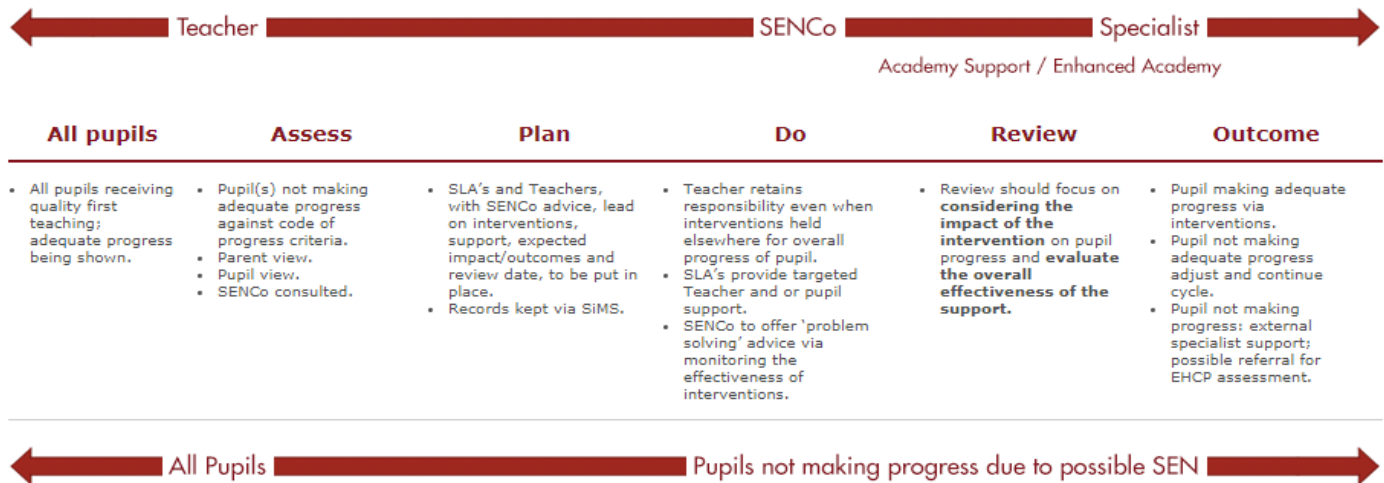 Teacher SENCo Specialist
Academy Support / Enhanced Academy
All pupils Assess Plan Do Review Outcome
• All pupils receiving
quality first
teaching;
adequate progress
being shown.
• Pupil(s) not making
adequate progress
against code of
progress criteria.
• Parent view.
• Pupil view.
• SENCo consulted.
• SLA's and Teachers,
with SENCo advice, lead
on interventions,
support, expected
impact/outcomes and
review date, to be put in
place.
• Records kept via SiMS.
• Teacher retains
responsibility even when
interventions held
elsewhere for overall
progress of pupil.
• SLA's provide targeted
Teacher and or pupil
support.
• SENCo to offer 'problem
solving' advice via
monitoring the
effectiveness of
interventions.
• Review should focus on
considering the
impact of the
intervention on pupil
progress and evaluate
the overall
effectiveness of the
support.
• Pupil making adequate
progress via
interventions.
• Pupil not making
adequate progress
adjust and continue
cycle.
• Pupil not making
progress: external
specialist support;
possible referral for
EHCP assessment.
All Pupils Pupils not making progress due to possible SEN